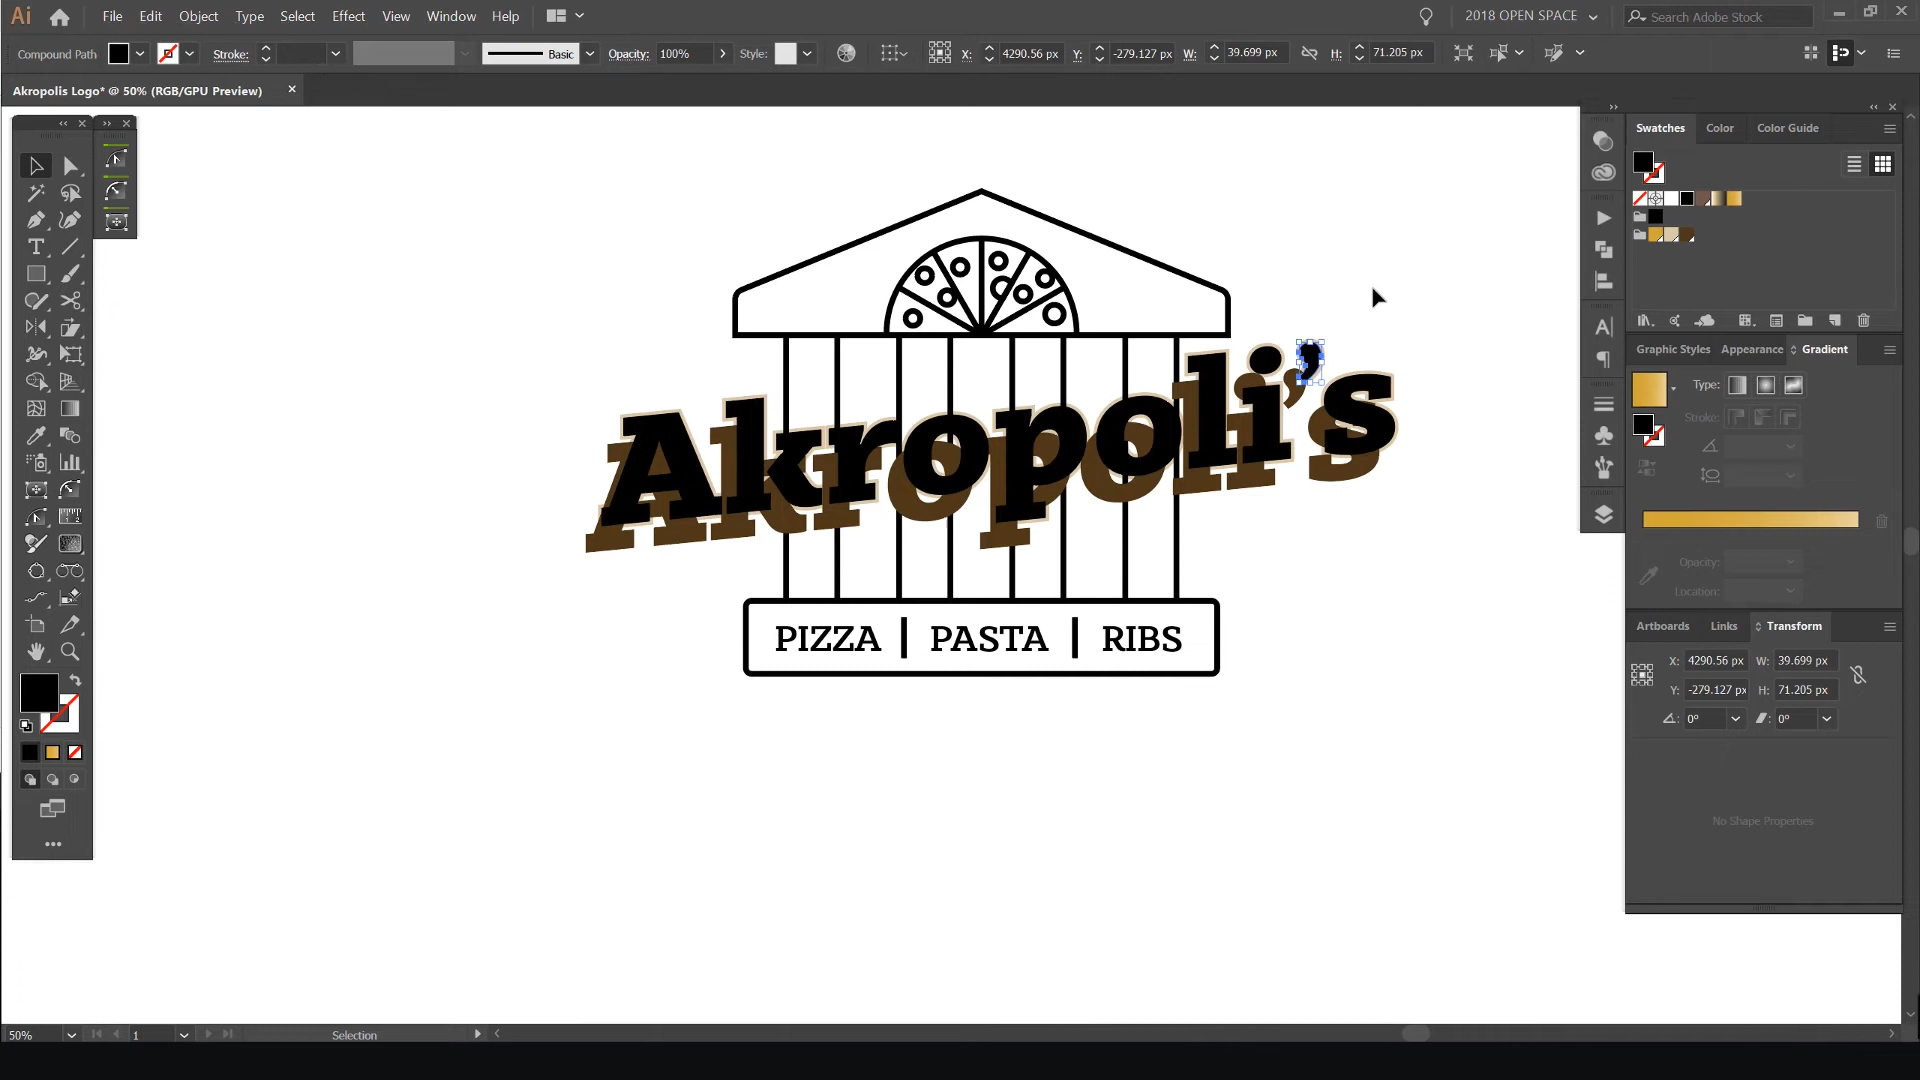 Ai File Edit Object Type Select Effect View Window Help 2018 OPEN SPACE Search Adobe Stock
Compound Path Stroke: Basic Opacity: 100% Style: X: 4290.56 px Y: -279.127 px W: 39.699 px H: 71.205 px
Akropolis Logo* @ 50% (RGB/GPU Preview)
Swatches Color Color Guide
Graphic Styles Appearance Gradient
Type:
Stroke:
Akropoli's
Opacity:
Location:
PIZZA | PASTA | RIBS
Artboards Links Transform
X: 4290.56 px W: 39.699 px
Y: -279.127 px H: 71.205 px
0° 0°
No Shape Properties
50% 1 Selection